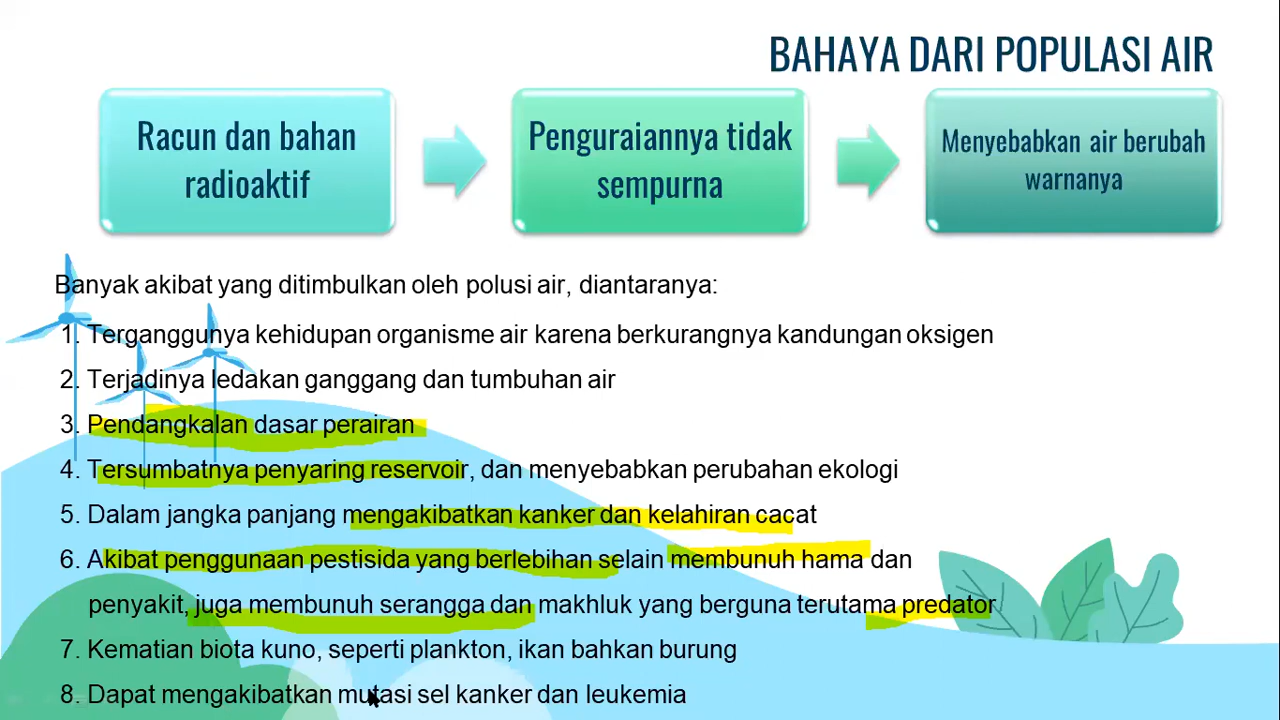 BAHAYA DARI POPULASI AIR
Racun dan bahan
radioaktif
Penguraiannya tidak
sempurna
Menyebabkan air berubah
warnanya
Banyak akibat yang ditimbulkan oleh polusi air, diantaranya:
1. Terganggunya kehidupan organisme air karena berkurangnya kandungan oksigen
2. Terjadinya ledakan ganggang dan tumbuhan air
3. Pendangkalan dasar perairan
4. Tersumbatnya penyaring reservoir, dan menyebabkan perubahan ekologi
5. Dalam jangka panjang mengakibatkan kanker dan kelahiran cacat
6. Akibat penggunaan pestisida yang berlebihan selain membunuh hama dan
penyakit, juga membunuh serangga dan makhluk yang berguna terutama predator
7. Kematian biota kuno, seperti plankton, ikan bahkan burung
8. Dapat mengakibatkan mutasi sel kanker dan leukemia